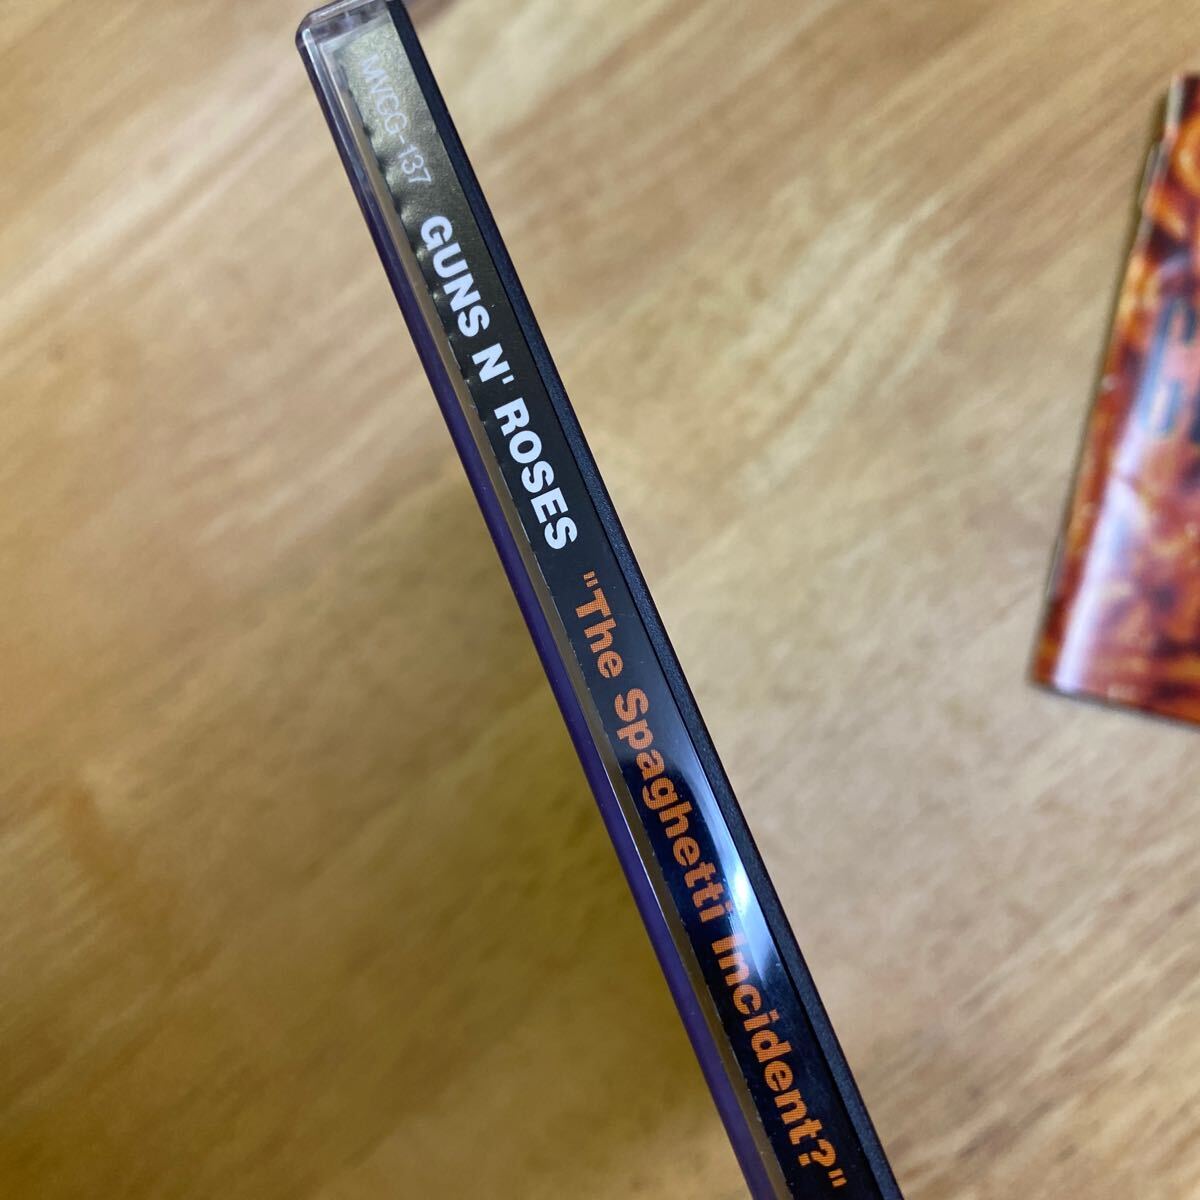 MVCG-137 GUNS N' ROSES "The Spaghetti Incident?"